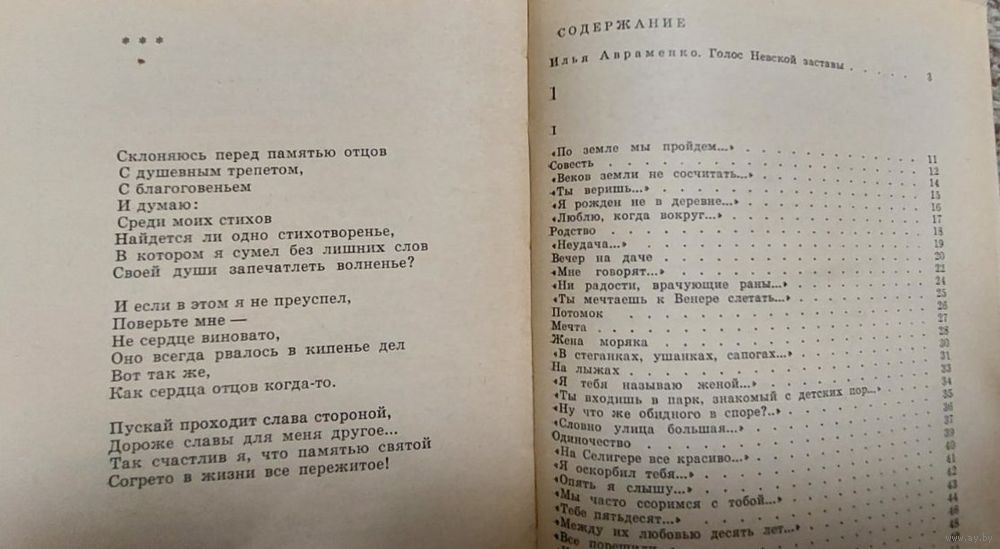 * * *
Склоняюсь перед памятью отцов
С душевным трепетом,
С благоговеньем
И думаю:
Среди моих стихов
Найдется ли одно стихотворенье,
В котором я сумел без лишних слов
Своей души запечатлеть волненье?
И если в этом я не преуспел,
Поверьте мне —
Не сердце виновато,
Оно всегда рвалось в кипенье дел
Вот так же,
Как сердца отцов когда-то.
Пускай проходит слава стороной,
Дороже славы для меня другое...
Так счастлив я, что памятью святой
Согрето в жизни все пережитое!
СОДЕРЖАНИЕ
Илья Авраменко. Голос Невской заставы . . . . . 3
1
I
«По земле мы пройдем...» 11
Совесть 12
«Веков земли не сосчитать...» 14
«Ты веришь...» 15
«Я рожден не в деревне...» 16
«Люблю, когда вокруг...» 17
Родство 18
«Неудача...» 19
Вечер на даче 20
«Мне говорят...» 22
«Ни радости, врачующие раны...» 24
«Ты мечтаешь к Венере слетать...» 25
Потомок 26
Мечта 27
Жена моряка 28
«В стеганках, ушанках, сапогах...» 30
На лыжах 31
«Я тебя называю женой...» 33
«Ты входишь в парк, знакомый с детских пор...» 34
«Ну что же обидного в споре?..» 35
«Словно улица большая...» 36
Одиночество 37
«На Селигере все красиво...» 39
«Я оскорбил тебя...» 40
«Опять я слышу...» 41
«Мы часто ссоримся с тобой...» 42
«Тебе пятьдесят...» 43
«Между их любовью десять лет...» 44
«Все порешили
www.ay.by